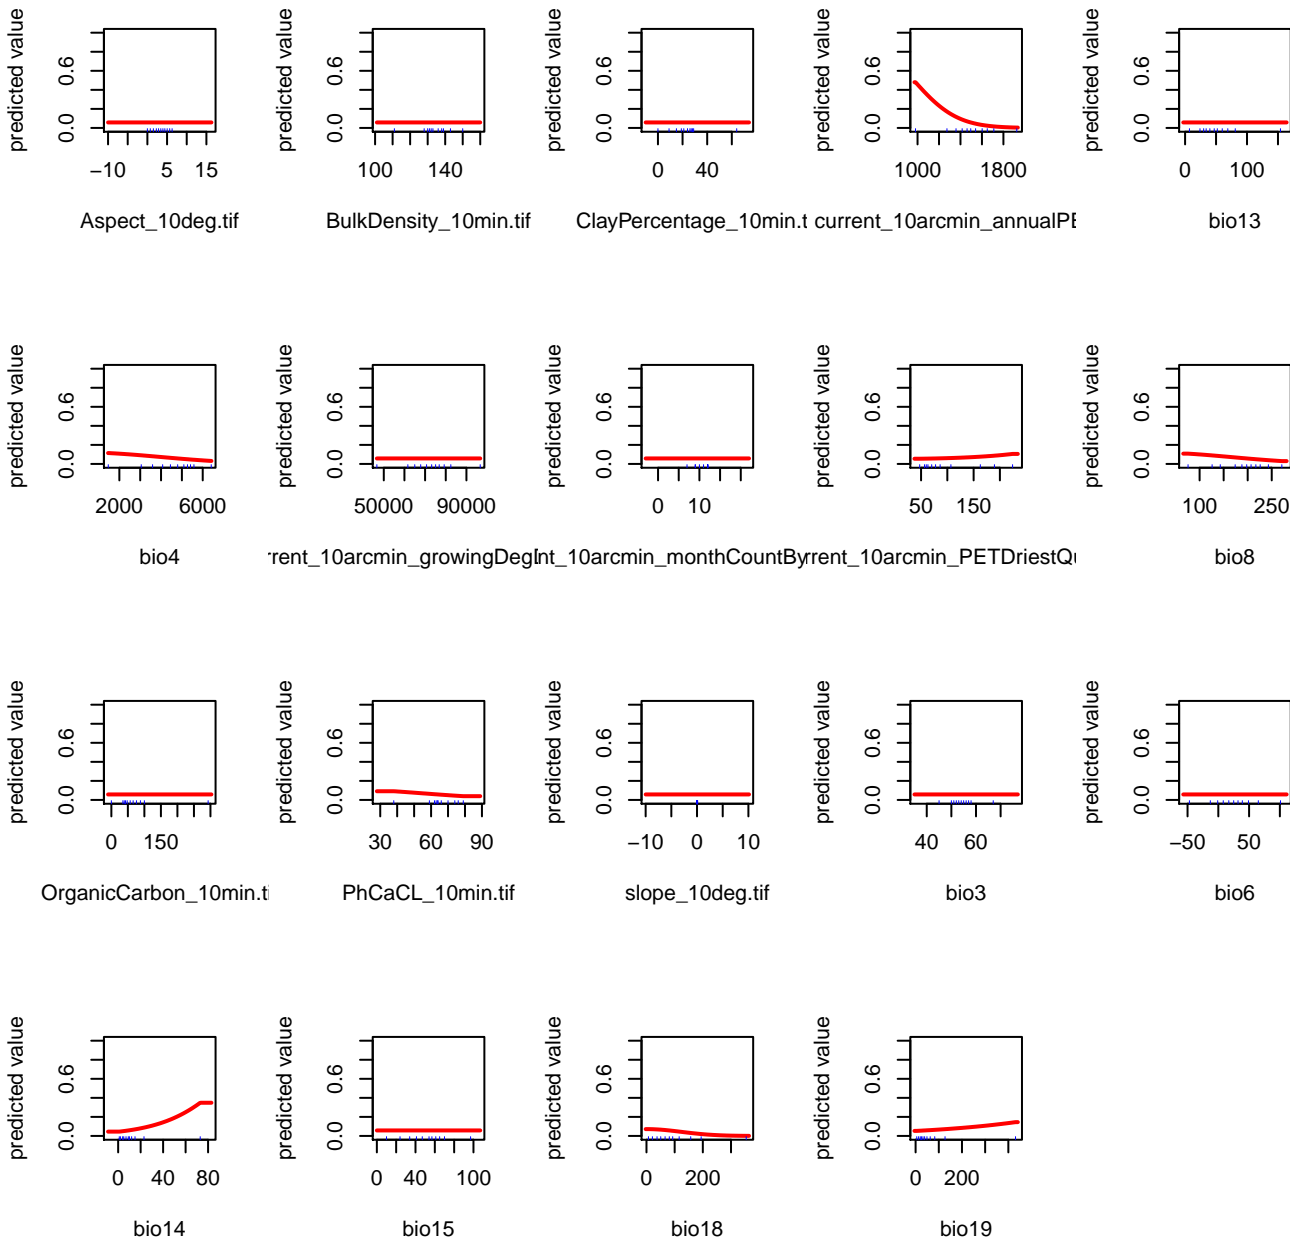 predicted value
0.0 0.6
−10 5 15
Aspect_10deg.tif
predicted value
0.0 0.6
100 140
BulkDensity_10min.tif
predicted value
0.0 0.6
0 40
ClayPercentage_10min.t
predicted value
0.0 0.6
1000 1800
current_10arcmin_annualPE
predicted value
0.0 0.6
0 100
bio13
predicted value
0.0 0.6
2000 6000
bio4
predicted value
0.0 0.6
50000 90000
rrent_10arcmin_growingDeg
predicted value
0.0 0.6
0 10
nt_10arcmin_monthCountBy
predicted value
0.0 0.6
50 150
rrent_10arcmin_PETDriestQu
predicted value
0.0 0.6
100 250
bio8
predicted value
0.0 0.6
0 150
OrganicCarbon_10min.ti
predicted value
0.0 0.6
30 60 90
PhCaCL_10min.tif
predicted value
0.0 0.6
−10 0 10
slope_10deg.tif
predicted value
0.0 0.6
40 60
bio3
predicted value
0.0 0.6
−50 50
bio6
predicted value
0.0 0.6
0 40 80
bio14
predicted value
0.0 0.6
0 40 100
bio15
predicted value
0.0 0.6
0 200
bio18
predicted value
0.0 0.6
0 200
bio19